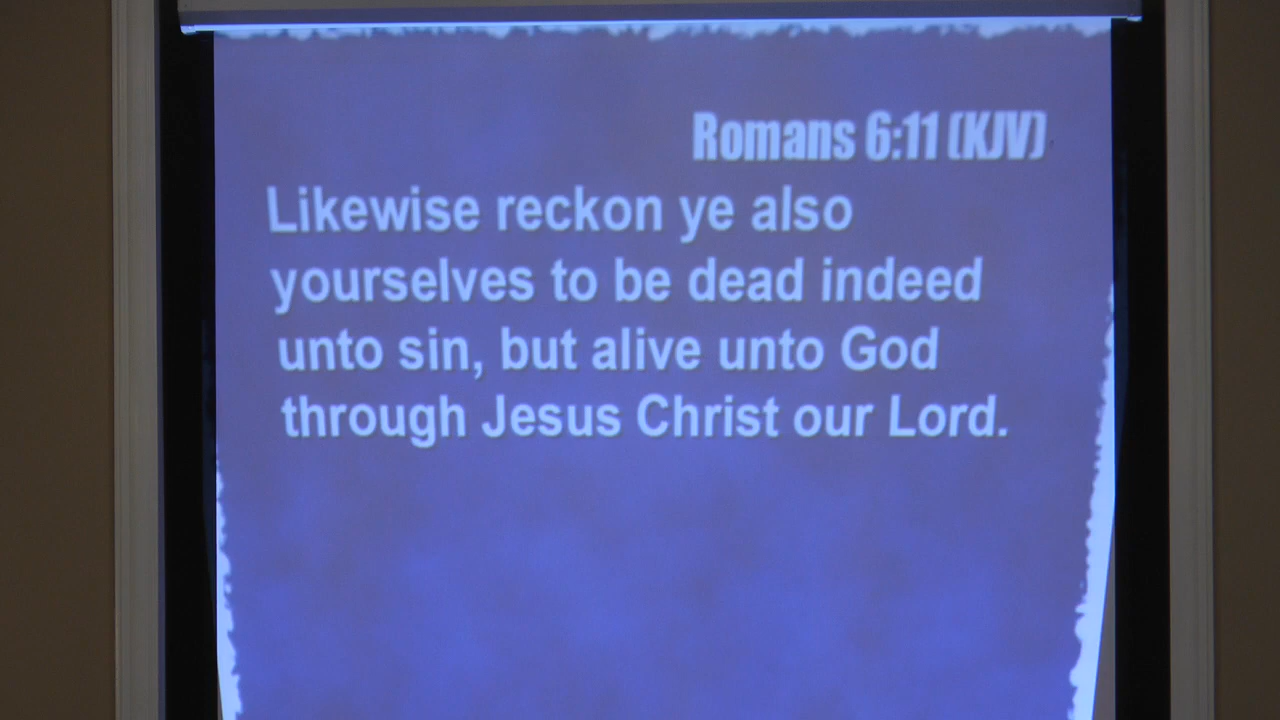 Romans 6:11 (KJV)
Likewise reckon ye also
yourselves to be dead indeed
unto sin, but alive unto God
through Jesus Christ our Lord.